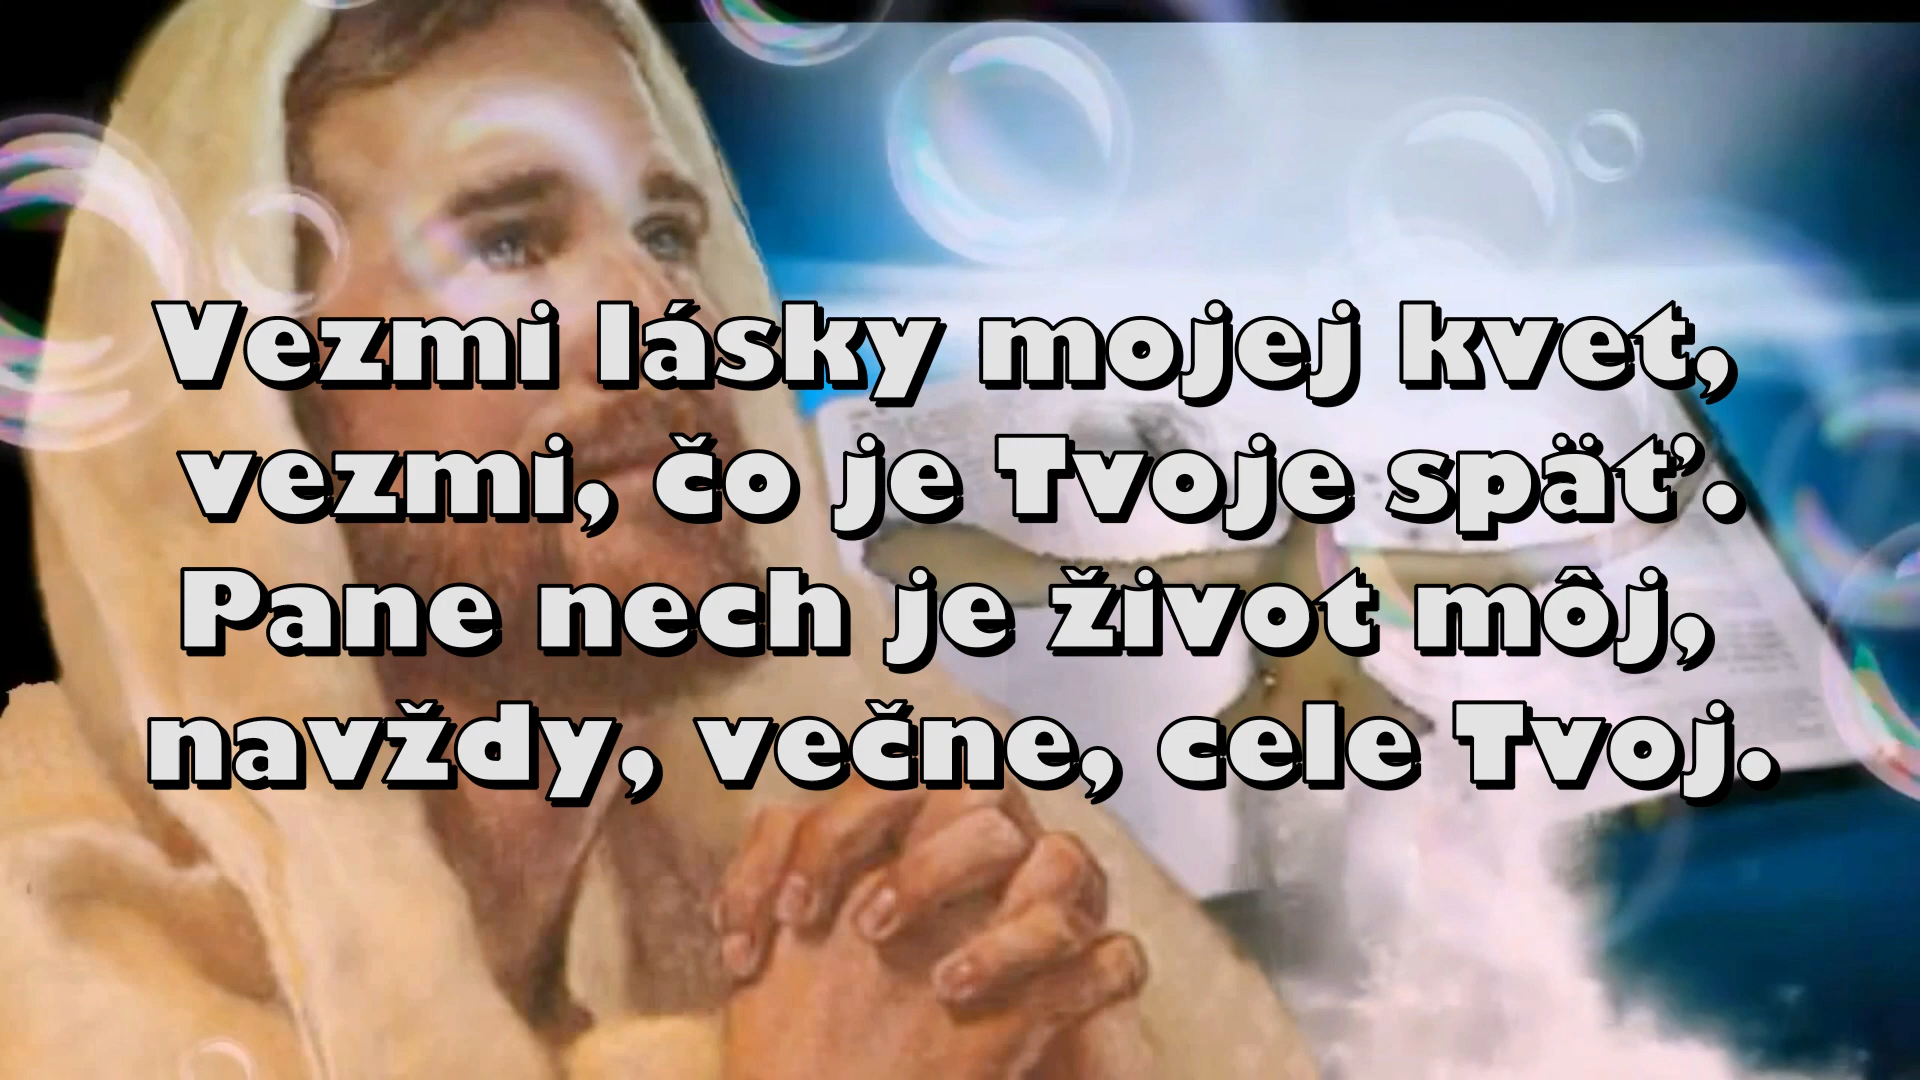 Vezmi lásky mojej kvet,
vezmi, čo je Tvoje späť.
Pane nech je život môj,
navždy, večne, cele Tvoj.